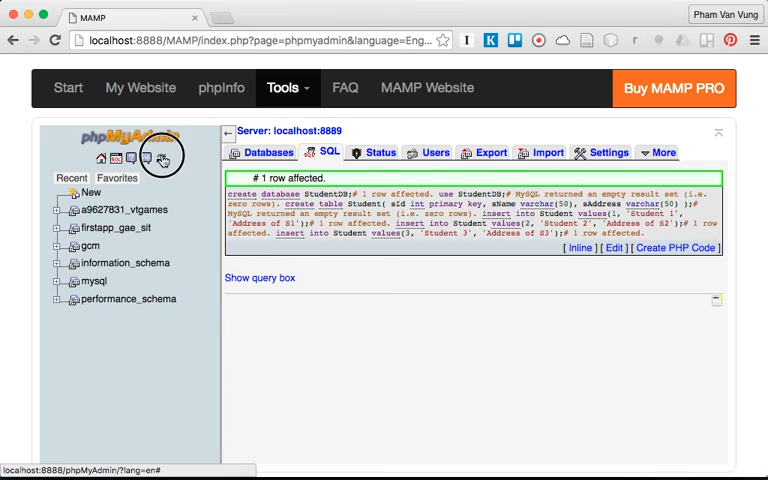 MAMP
Pham Van Vung
localhost:8888/MAMP/index.php?page=phpmyadmin&language=Eng...
Start My Website phpInfo Tools FAQ MAMP Website Buy MAMP PRO
phpMyAdmin
Server: localhost:8889
Databases SQL Status Users Export Import Settings More
Recent Favorites
New
a9627831_vtgames
firstapp_gae_sit
gcm
information_schema
mysql
performance_schema
# 1 row affected.
create database StudentDB;# 1 row affected. use StudentDB;# MySQL returned an empty result set (i.e.
zero rows). create table Student( sId int primary key, sName varchar(50), sAddress varchar(50) );#
MySQL returned an empty result set (i.e. zero rows). insert into Student values(1, 'Student 1',
'Address of S1');# 1 row affected. insert into Student values(2, 'Student 2', 'Address of S2');# 1 row
affected. insert into Student values(3, 'Student 3', 'Address of S3');# 1 row affected.
[ Inline ] [ Edit ] [ Create PHP Code ]
Show query box
localhost:8888/phpMyAdmin/?lang=en#